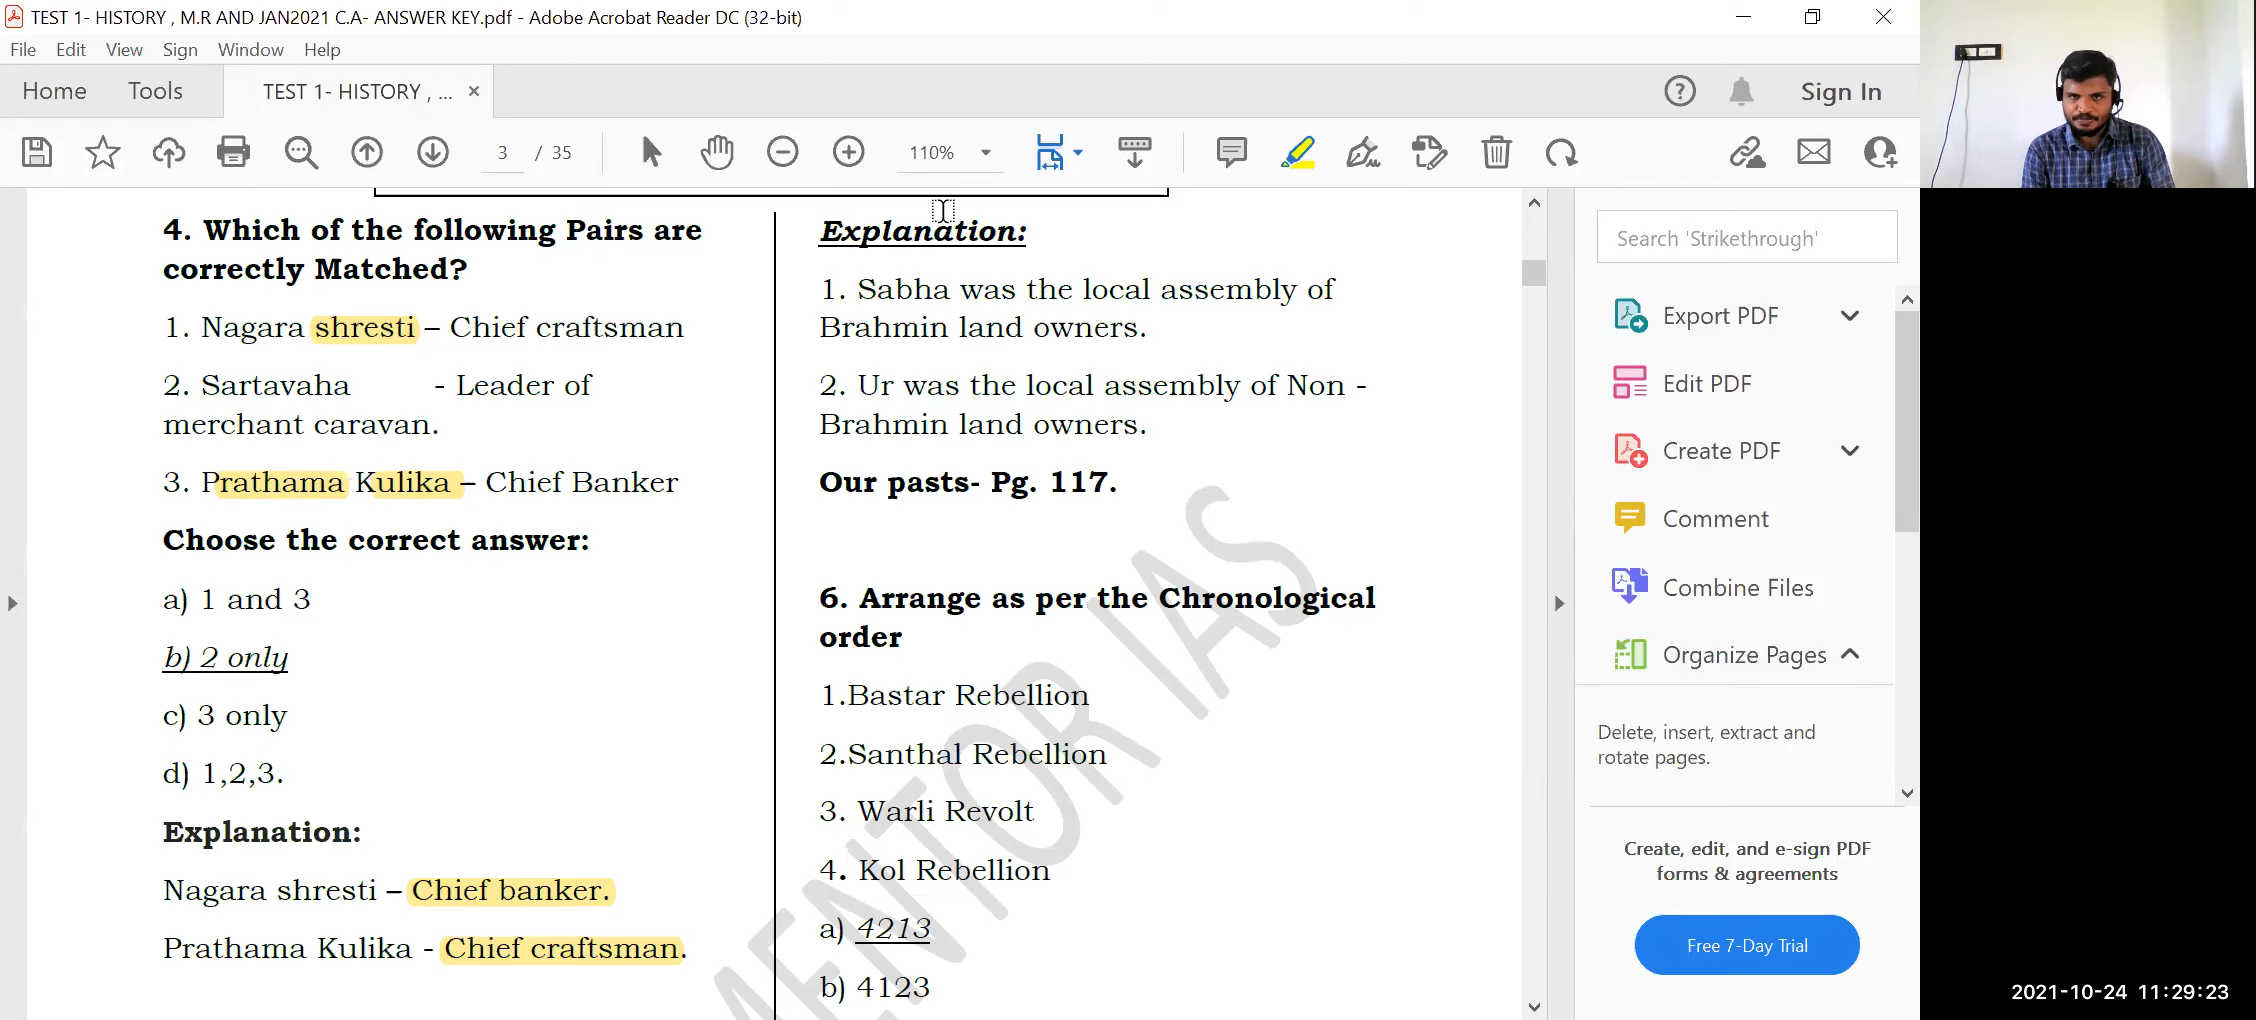 TEST 1- HISTORY , M.R AND JAN2021 C.A- ANSWER KEY.pdf - Adobe Acrobat Reader DC (32-bit)
File Edit View Sign Window Help
Home Tools TEST 1- HISTORY , ... × Sign In
3 / 35 110%
4. Which of the following Pairs are
correctly Matched?
1. Nagara shresti – Chief craftsman
2. Sartavaha - Leader of
merchant caravan.
3. Prathama Kulika – Chief Banker
Choose the correct answer:
a) 1 and 3
b) 2 only
c) 3 only
d) 1,2,3.
Explanation:
Nagara shresti – Chief banker.
Prathama Kulika - Chief craftsman.
Explanation:
1. Sabha was the local assembly of
Brahmin land owners.
2. Ur was the local assembly of Non -
Brahmin land owners.
Our pasts- Pg. 117.
6. Arrange as per the Chronological
order
1.Bastar Rebellion
2.Santhal Rebellion
3. Warli Revolt
4. Kol Rebellion
a) 4213
b) 4123
MENTOR IAS
Search 'Strikethrough'
Export PDF
Edit PDF
Create PDF
Comment
Combine Files
Organize Pages
Delete, insert, extract and
rotate pages.
Create, edit, and e-sign PDF
forms & agreements
Free 7-Day Trial
2021-10-24 11:29:23